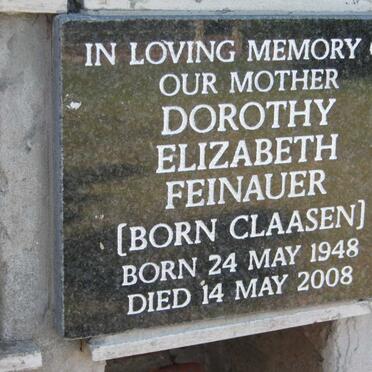 IN LOVING MEMORY
OUR MOTHER
DOROTHY
ELIZABETH
FEINAUER
[BORN CLAASEN]
BORN 24 MAY 1948
DIED 14 MAY 2008